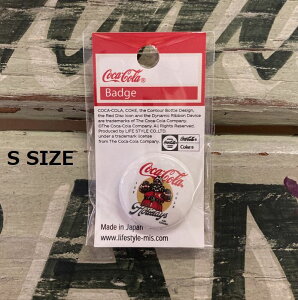 Coca-Cola®
Badge
COCA-COLA, COKE, the Contour Bottle Design,
the Red Disc Icon and the Dynamic Ribbon Device
are trademarks of The Coca-Cola Company.
©The Coca-Cola Company. All Rights Reserved.
Produced by LIFE STYLE CO.,LTD.
under a trademark license
from The Coca-Cola Company.
Colors
S SIZE
Coca-Cola
Made in Japan
www.lifestyle-mls.com